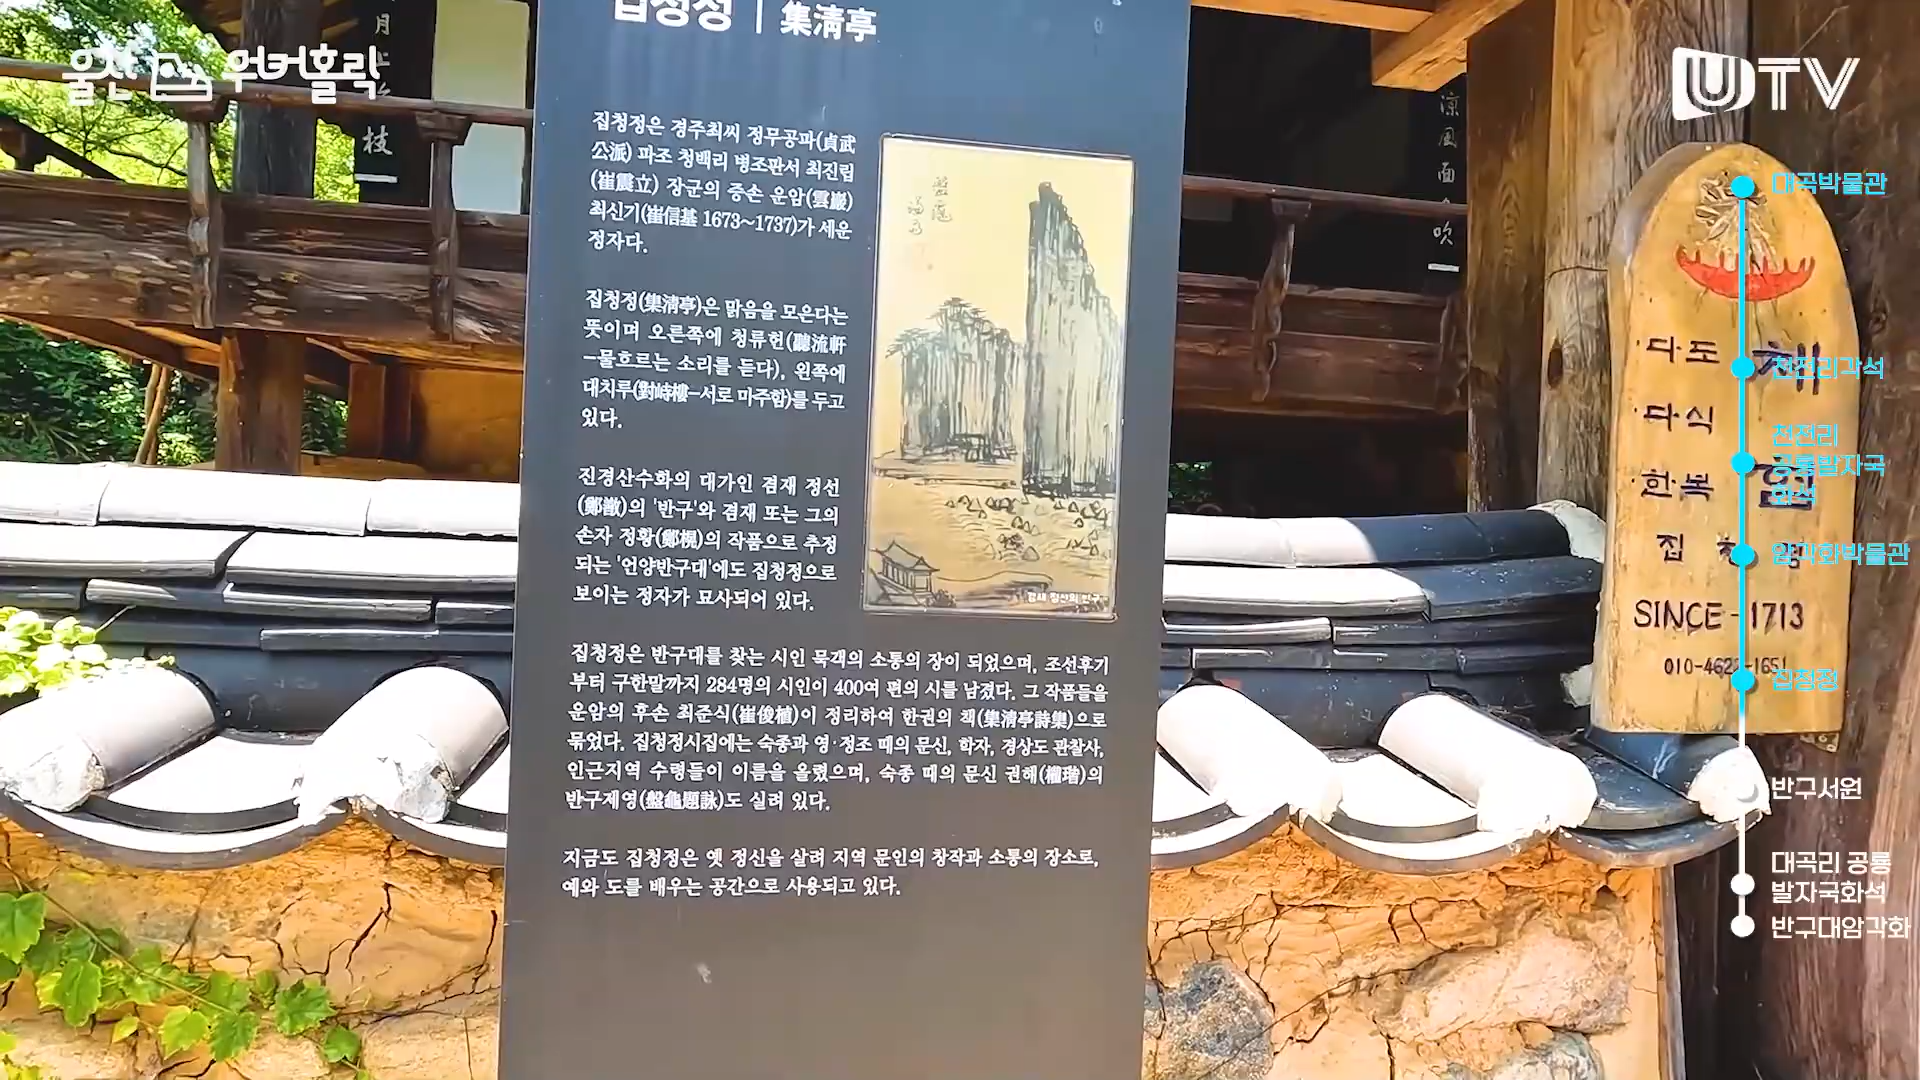 울산 워커홀릭
UTV
집청정 | 集淸亭
집청정은 경주최씨 정무공파(貞武
公派) 파조 청백리 병조판서 최진립
(崔震立) 장군의 증손 운암(雲巖)
최신기(崔信基 1673~1737)가 세운
정자다.
집청정(集淸亭)은 맑음을 모은다는
뜻이며 오른쪽에 청류헌(聽流軒
-물흐르는 소리를 듣다), 왼쪽에
대치루(對峙樓-서로 마주함)를 두고
있다.
진경산수화의 대가인 겸재 정선
(鄭敾)의 '반구'와 겸재 또는 그의
손자 정황(鄭榥)의 작품으로 추정
되는 '언양반구대'에도 집청정으로
보이는 정자가 묘사되어 있다.
겸재 정선의 반구
집청정은 반구대를 찾는 시인 묵객의 소통의 장이 되었으며, 조선후기
부터 구한말까지 284명의 시인이 400여 편의 시를 남겼다. 그 작품들을
운암의 후손 최준식(崔俊植)이 정리하여 한권의 책(集淸亭詩集)으로
묶었다. 집청정시집에는 숙종과 영·정조 때의 문신, 학자, 경상도 관찰사,
인근지역 수령들이 이름을 올렸으며, 숙종 때의 문신 권해(權瑎)의
반구제영(盤龜題詠)도 실려 있다.
지금도 집청정은 옛 정신을 살려 지역 문인의 창작과 소통의 장소로,
예와 도를 배우는 공간으로 사용되고 있다.
月上
枝
凉風面
吹
다도
다식
한복
집
SINCE-1713
대곡박물관
천전리각석
천전리
공룡발자국
화석
암각화박물관
집청정
반구서원
대곡리 공룡
발자국화석
반구대암각화